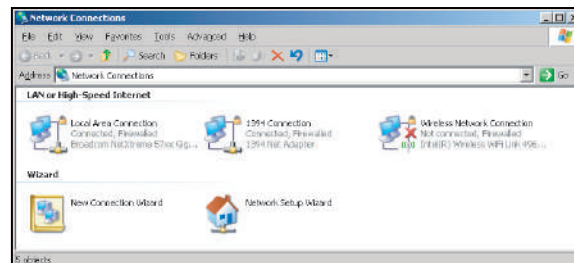 Network Connections
File Edit View Favorites Tools Advanced Help
Back Search Folders
Address Network Connections Go
LAN or High-Speed Internet
Local Area Connection
Connected, Firewalled
Broadcom NetXtreme 57xx Gig...
1394 Connection
Connected, Firewalled
1394 Net Adapter
Wireless Network Connection
Not connected, Firewalled
Intel(R) Wireless WiFi Link 496...
Wizard
New Connection Wizard
Network Setup Wizard
5 objects